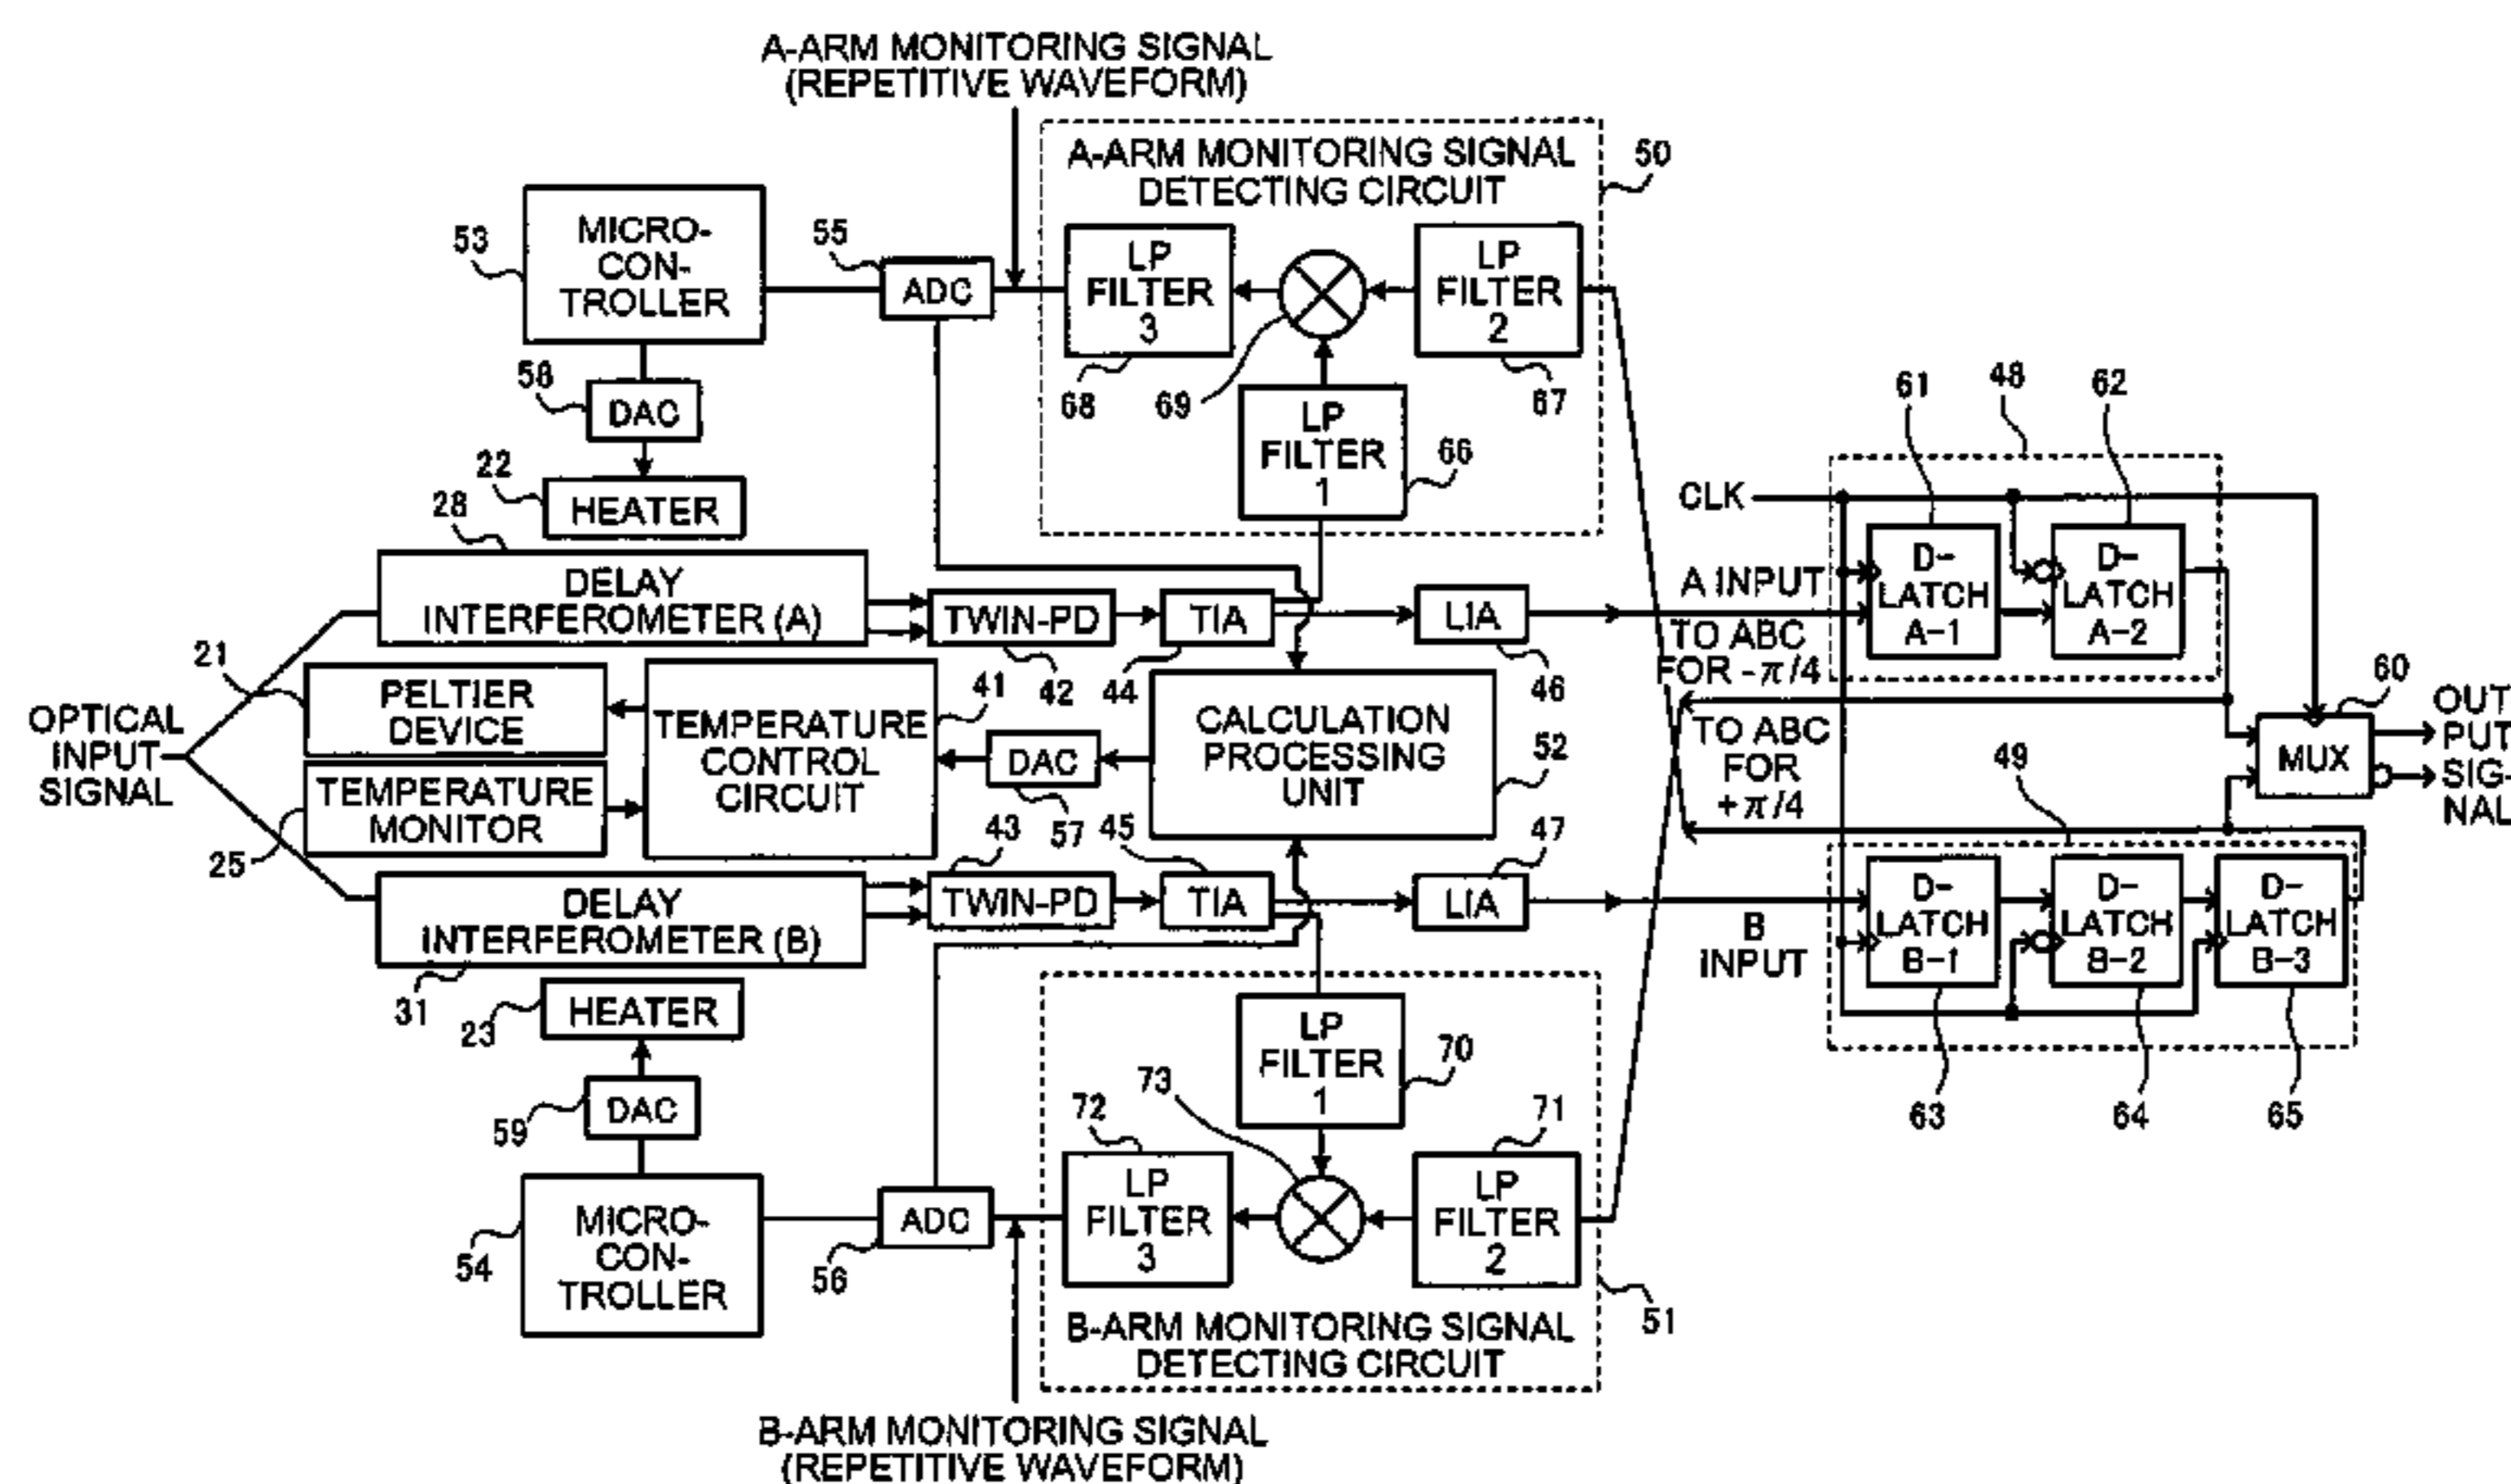 A-ARM MONITORING SIGNAL
(REPETITIVE WAVEFORM)
A-ARM MONITORING SIGNAL
DETECTING CIRCUIT
50
53
MICRO-
CON-
TROLLER
55
ADC
LP
FILTER
3
68
69
LP
FILTER
2
67
LP
FILTER
1
66
58
DAC
22
HEATER
28
DELAY
INTERFEROMETER (A)
TWIN-PD
42
TIA
44
LIA
46
CLK
61
48
62
A INPUT
TO ABC
FOR -π/4
D-
LATCH
A-1
D-
LATCH
A-2
21
PELTIER
DEVICE
OPTICAL
INPUT
SIGNAL
TEMPERATURE
MONITOR
25
TEMPERATURE
CONTROL
CIRCUIT
41
DAC
57
CALCULATION
PROCESSING
UNIT
52
TO ABC
FOR
+π/4
60
MUX
OUT
PUT
SIG-
NAL
49
43
45
47
DELAY
INTERFEROMETER (B)
31
TWIN-PD
TIA
LIA
B
INPUT
D-
LATCH
B-1
D-
LATCH
B-2
D-
LATCH
B-3
63
64
65
23
HEATER
59
DAC
LP
FILTER
1
70
73
72
LP
FILTER
3
71
LP
FILTER
2
54
MICRO-
CON-
TROLLER
ADC
56
B-ARM MONITORING SIGNAL
DETECTING CIRCUIT
51
B-ARM MONITORING SIGNAL
(REPETITIVE WAVEFORM)